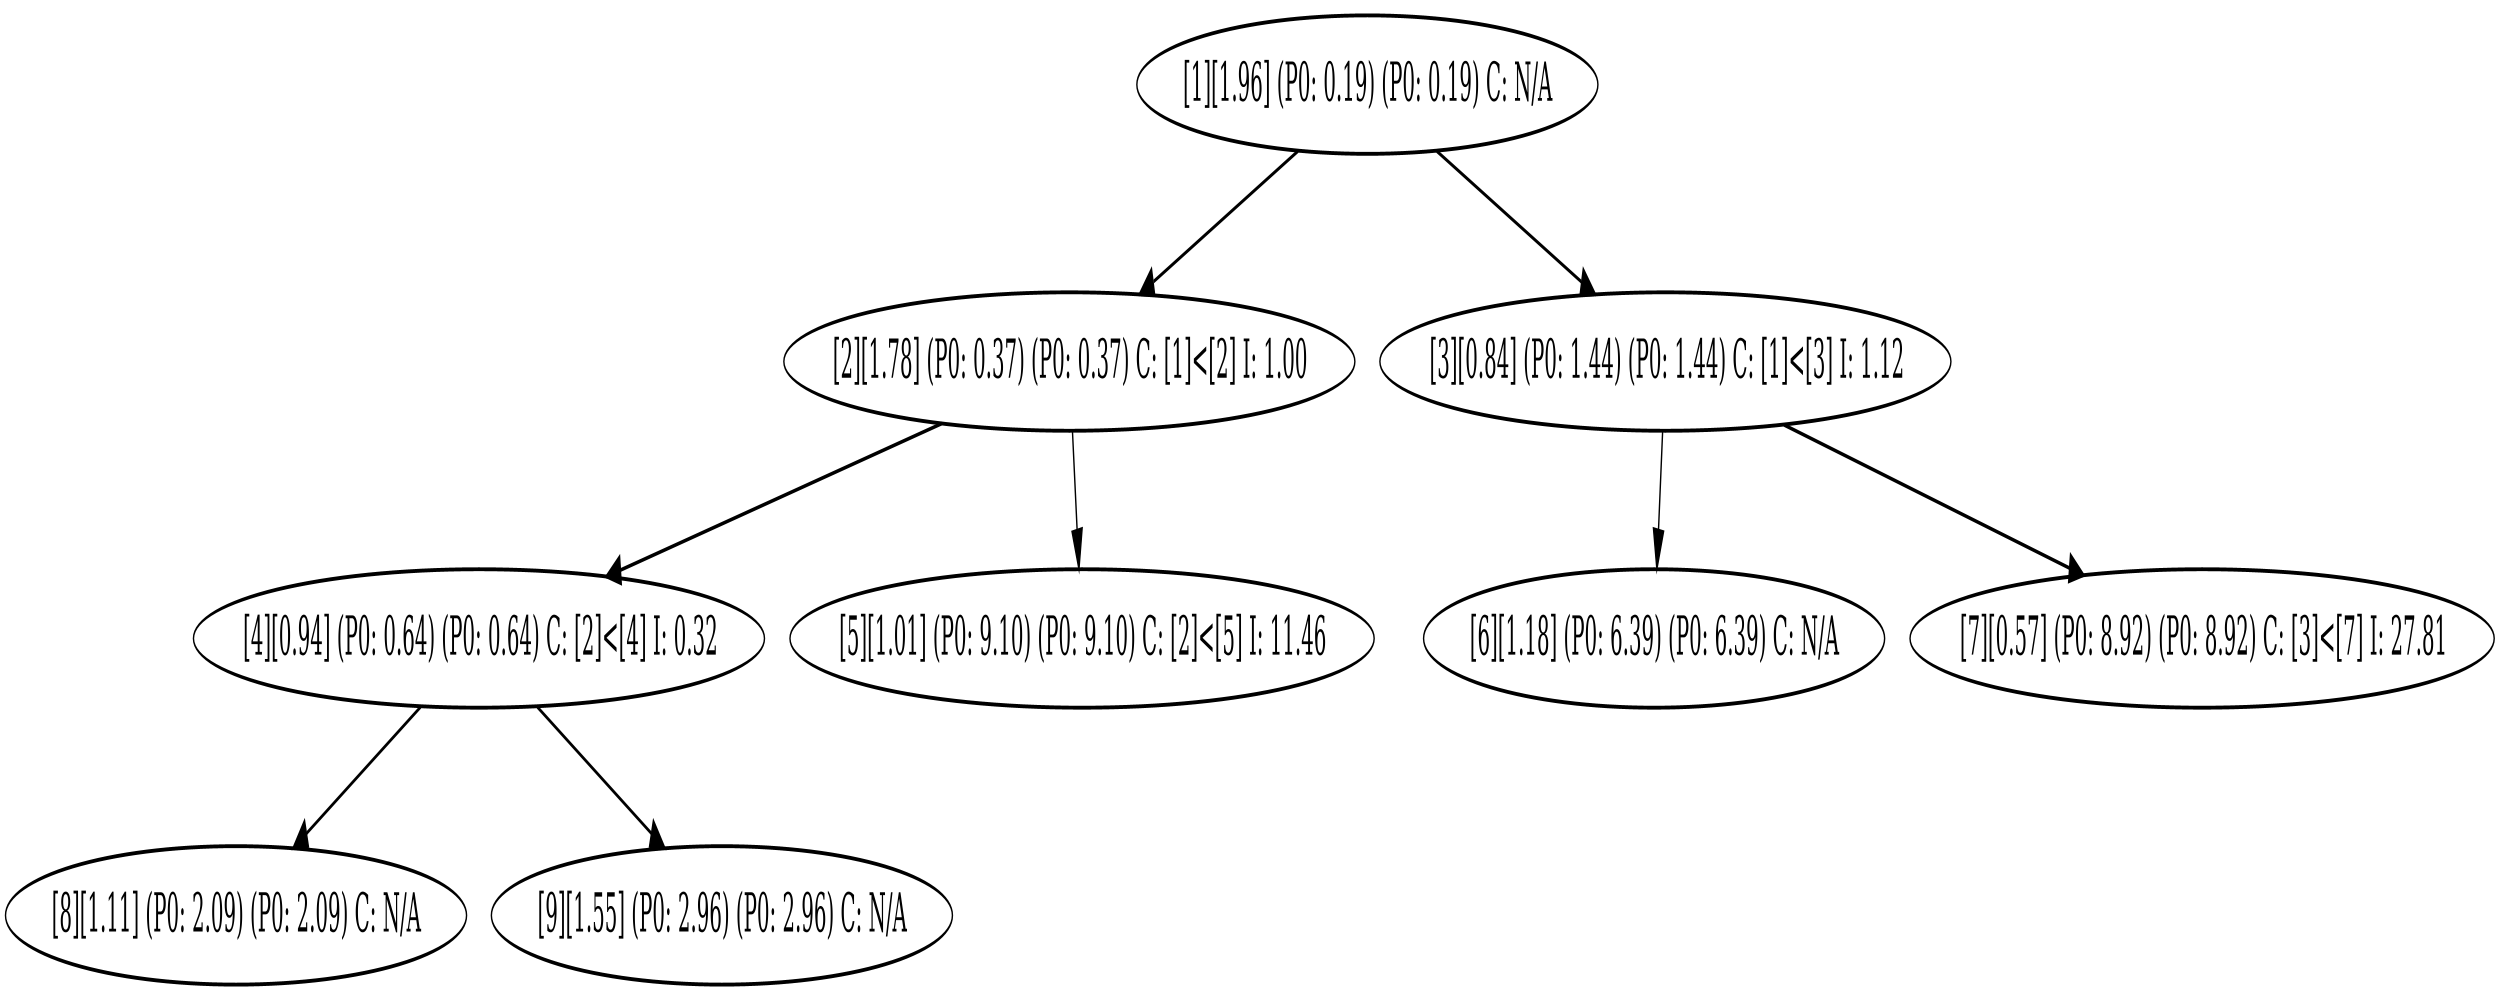 [1][1.96] (P0: 0.19) (P0: 0.19) C: N/A
[2][1.78] (P0: 0.37) (P0: 0.37) C: [1]<[2] I: 1.00
[3][0.84] (P0: 1.44) (P0: 1.44) C: [1]<[3] I: 1.12
[4][0.94] (P0: 0.64) (P0: 0.64) C: [2]<[4] I: 0.32
[5][1.01] (P0: 9.10) (P0: 9.10) C: [2]<[5] I: 11.46
[6][1.18] (P0: 6.39) (P0: 6.39) C: N/A
[7][0.57] (P0: 8.92) (P0: 8.92) C: [3]<[7] I: 27.81
[8][1.11] (P0: 2.09) (P0: 2.09) C: N/A
[9][1.55] (P0: 2.96) (P0: 2.96) C: N/A